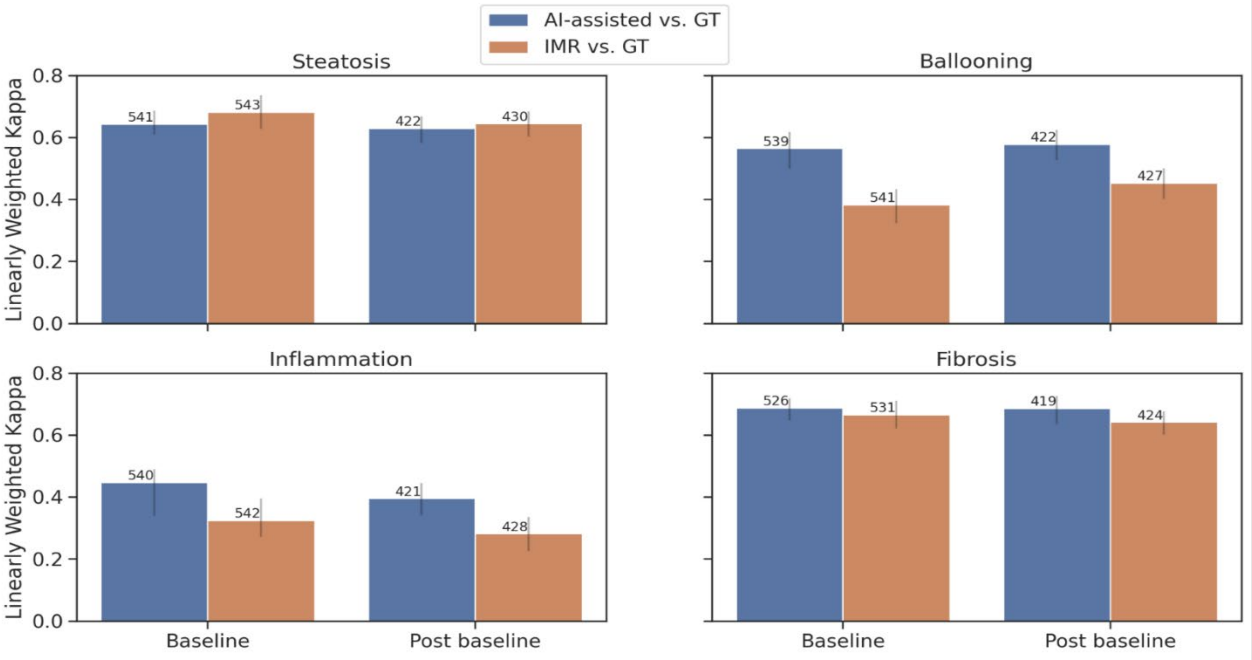 AI-assisted vs. GT
IMR vs. GT
Steatosis
Linearly Weighted Kappa
0.8
0.6
0.4
0.2
0.0
541
543
422
430
Ballooning
539
541
422
427
Inflammation
Linearly Weighted Kappa
0.8
0.6
0.4
0.2
0.0
540
542
421
428
Baseline
Post baseline
Fibrosis
526
531
419
424
Baseline
Post baseline